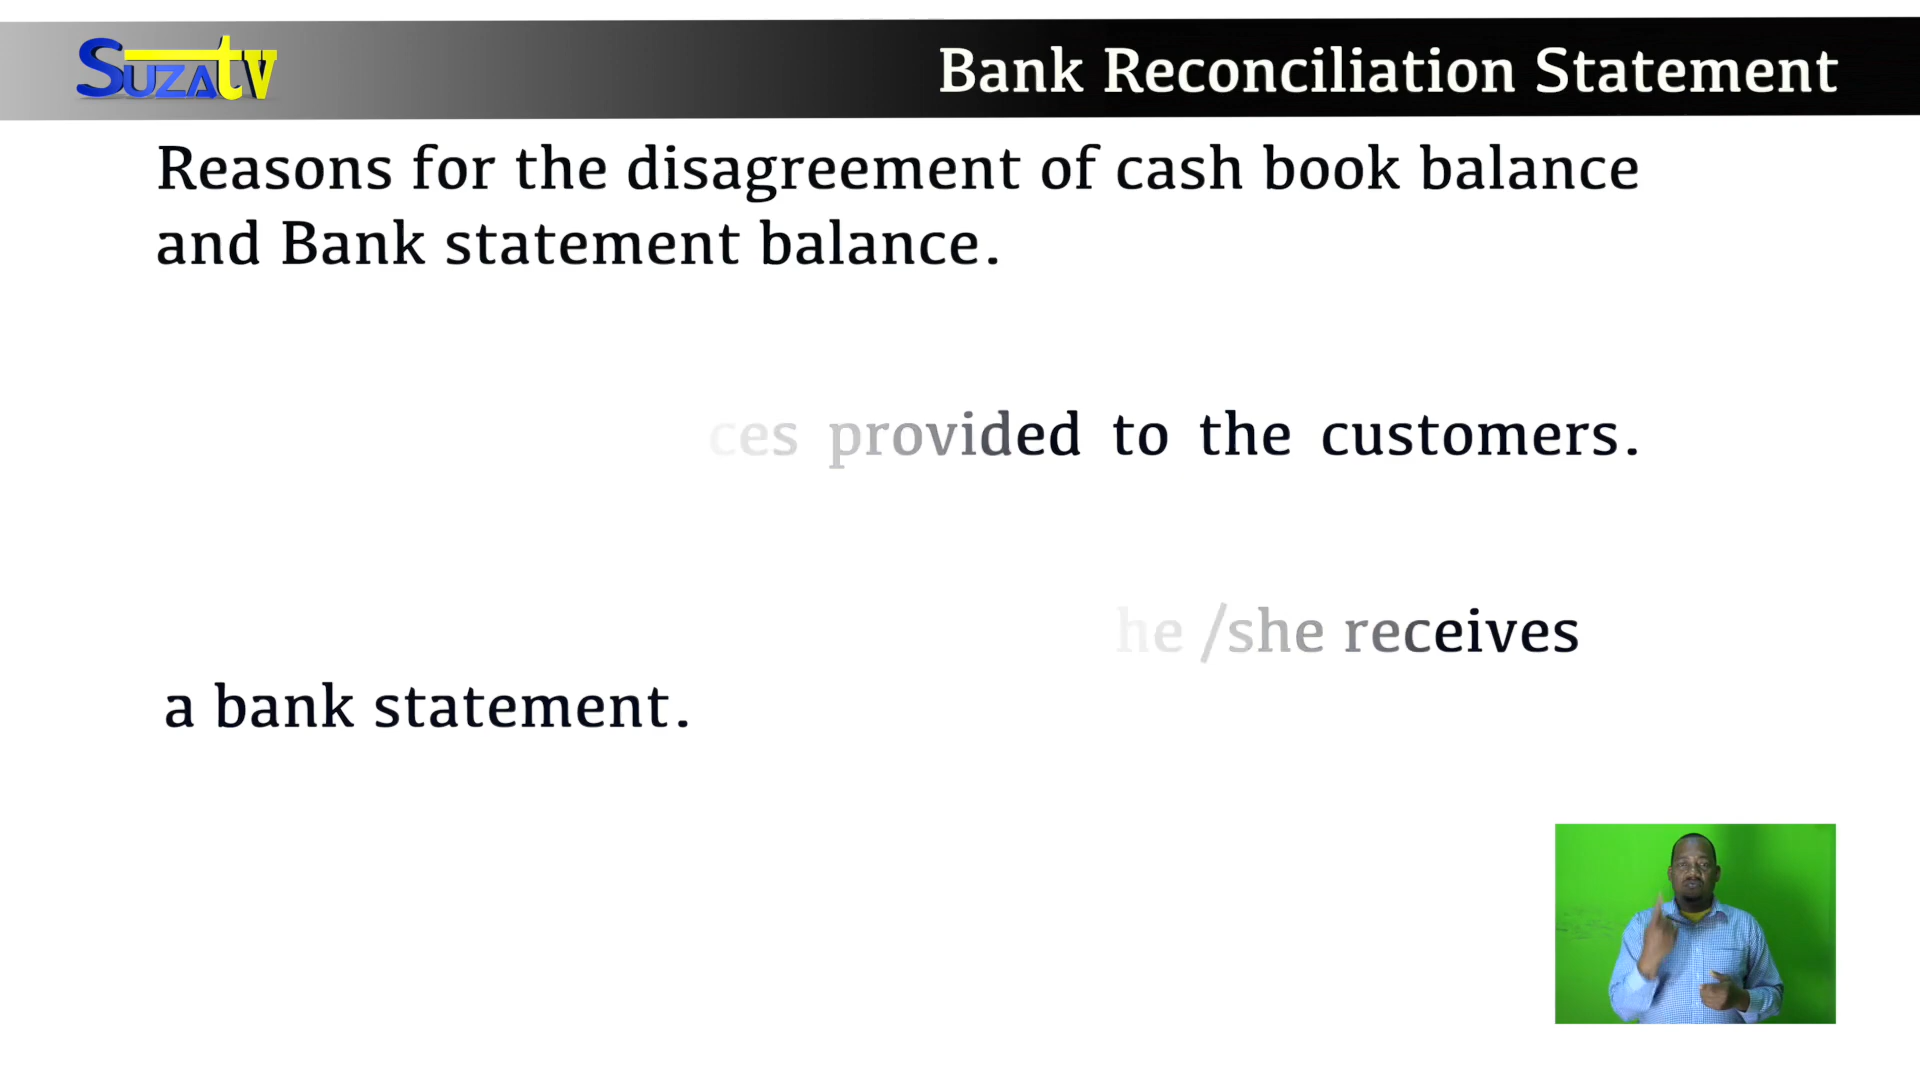 SUZAtv
Bank Reconciliation Statement
Reasons for the disagreement of cash book balance
and Bank statement balance.
ces provided to the customers.
he /she receives
a bank statement.